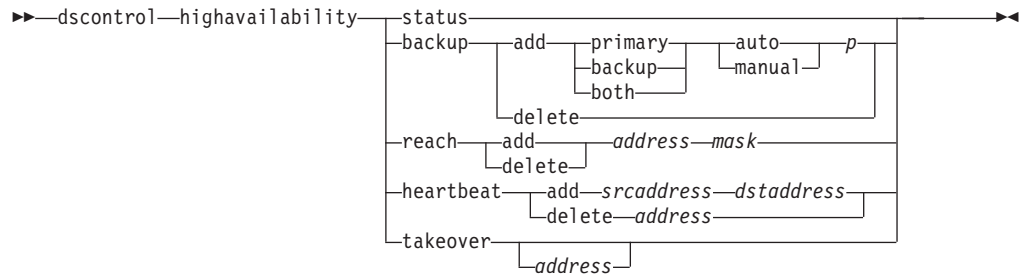 dscontrol highavailability status
backup add primary auto p
backup manual
both
delete
reach add address mask
delete
heartbeat add srcaddress dstaddress
delete address
takeover
address